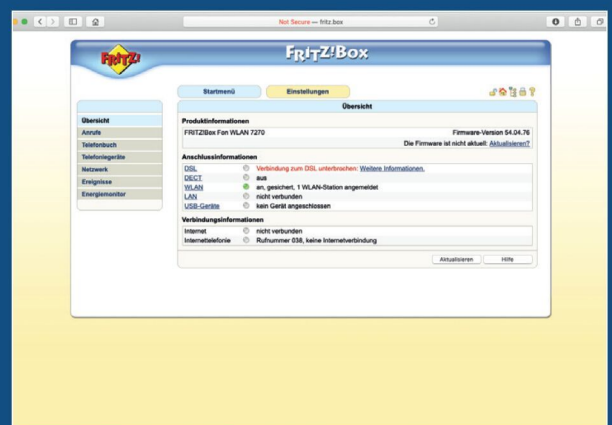 Not Secure — fritz.box
FRITZ!
FRITZ!Box
Startmenü
Einstellungen
Übersicht
Übersicht
Anrufe
Telefonbuch
Telefoniegeräte
Netzwerk
Ereignisse
Energiemonitor
Produktinformationen
FRITZ!Box Fon WLAN 7270 Firmware-Version 54.04.76
Die Firmware ist nicht aktuell: Aktualisieren?
Anschlussinformationen
DSL Verbindung zum DSL unterbrochen: Weitere Informationen.
DECT aus
WLAN an, gesichert, 1 WLAN-Station angemeldet
LAN nicht verbunden
USB-Geräte kein Gerät angeschlossen
Verbindungsinformationen
Internet nicht verbunden
Internettelefonie Rufnummer 038, keine Internetverbindung
Aktualisieren Hilfe